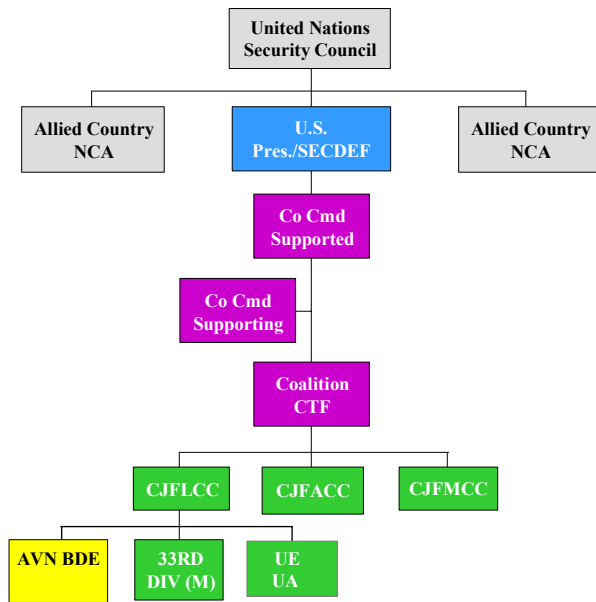 United Nations
Security Council
Allied Country
NCA
U.S.
Pres./SECDEF
Allied Country
NCA
Co Cmd
Supported
Co Cmd
Supporting
Coalition
CTF
CJFLCC
CJFACC
CJFMCC
AVN BDE
33RD
DIV (M)
UE
UA